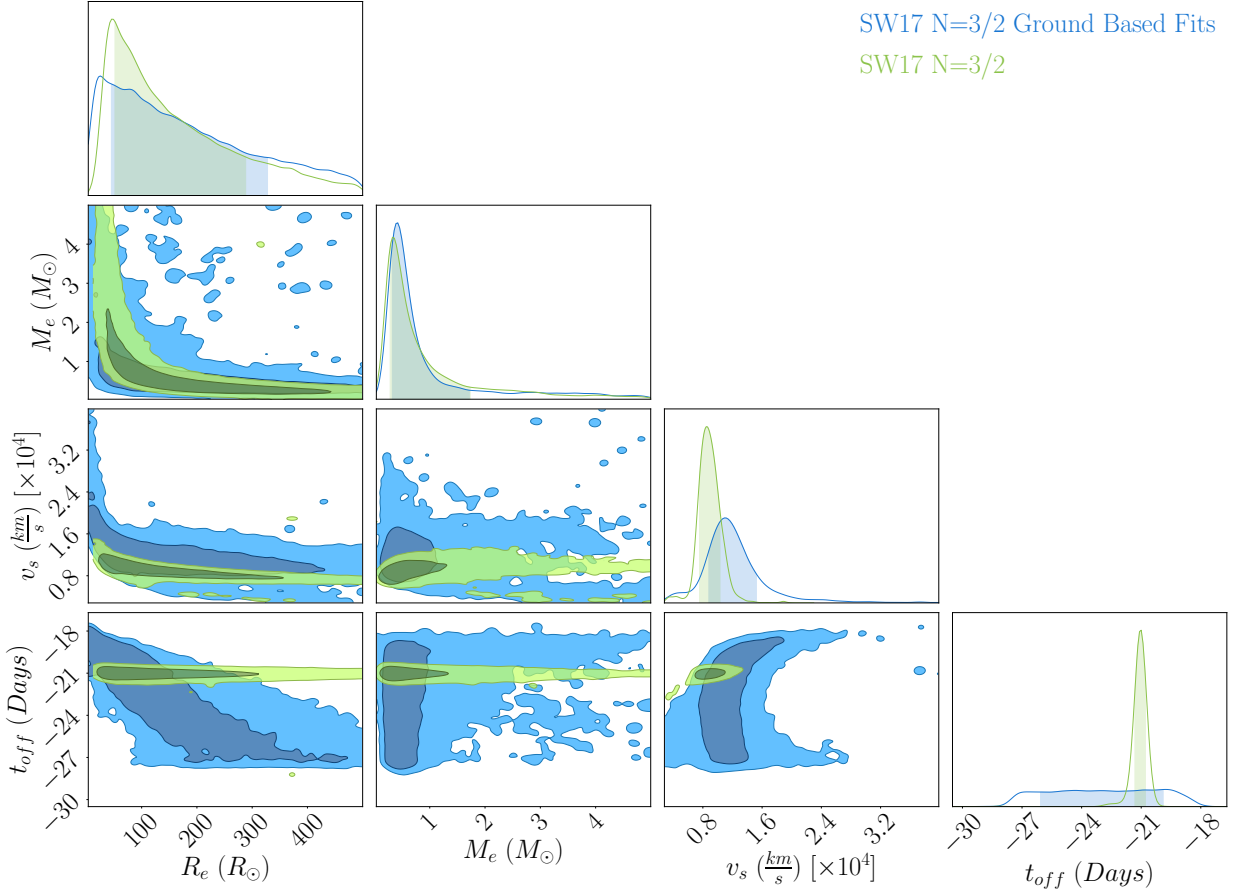 SW17 N=3/2 Ground Based Fits
SW17 N=3/2
M_e (M_⊙)
4
3
2
1
v_s (km/s) [×10^4]
3.2
2.4
1.6
0.8
t_off (Days)
−18
−21
−24
−27
−30
100 200 300 400
R_e (R_⊙)
1 2 3 4
M_e (M_⊙)
0.8 1.6 2.4 3.2
v_s (km/s) [×10^4]
−30 −27 −24 −21 −18
t_off (Days)